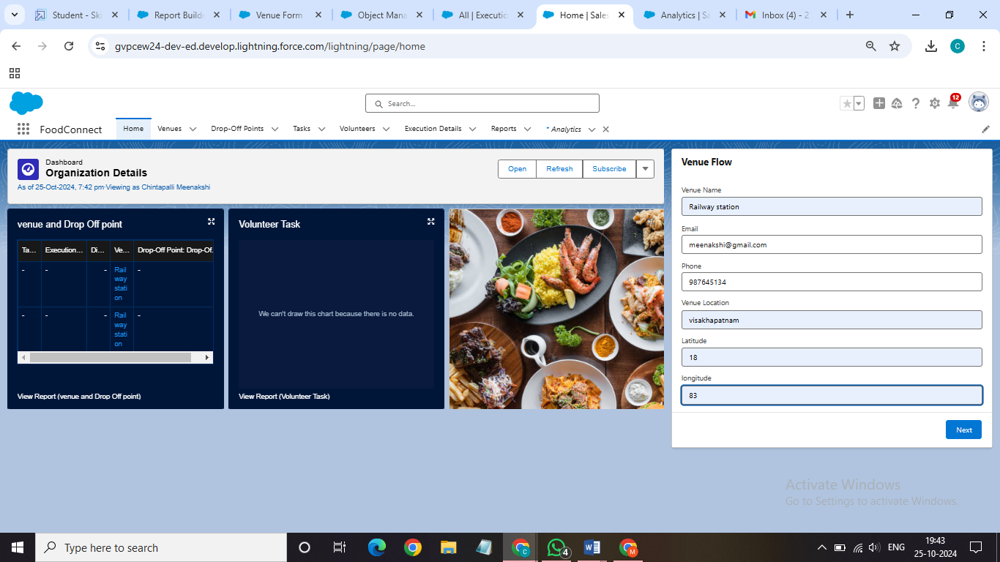 Student - Ska
Report Builde
Venue Form
Object Mana
All | Executio
Home | Sales
Analytics | Sa
Inbox (4) - 2
gvpcew24-dev-ed.develop.lightning.force.com/lightning/page/home
C
Search...
12
FoodConnect
Home
Venues
Drop-Off Points
Tasks
Volunteers
Execution Details
Reports
* Analytics
Dashboard
Organization Details
As of 25-Oct-2024, 7:42 pm·Viewing as Chintapalli Meenakshi
Open
Refresh
Subscribe
venue and Drop Off point
Ta... Execution... Di... Ve... Drop-Off Point: Drop-Of.
- - - Rail
way
stati
on -
- - - Rail
way
stati
on -
View Report (venue and Drop Off point)
Volunteer Task
We can't draw this chart because there is no data.
View Report (Volunteer Task)
Venue Flow
Venue Name
Railway station
Email
meenakshi@gmail.com
Phone
987645134
Venue Location
visakhapatnam
Latitude
18
longitude
83
Next
Activate Windows
Go to Settings to activate Windows.
Type here to search
C
4
W
M
ENG
19:43
25-10-2024